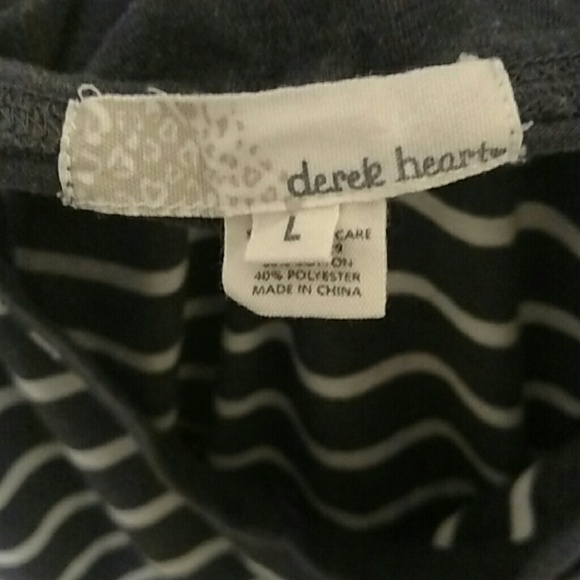 derek heart
L
CARE
40% POLYESTER
MADE IN CHINA